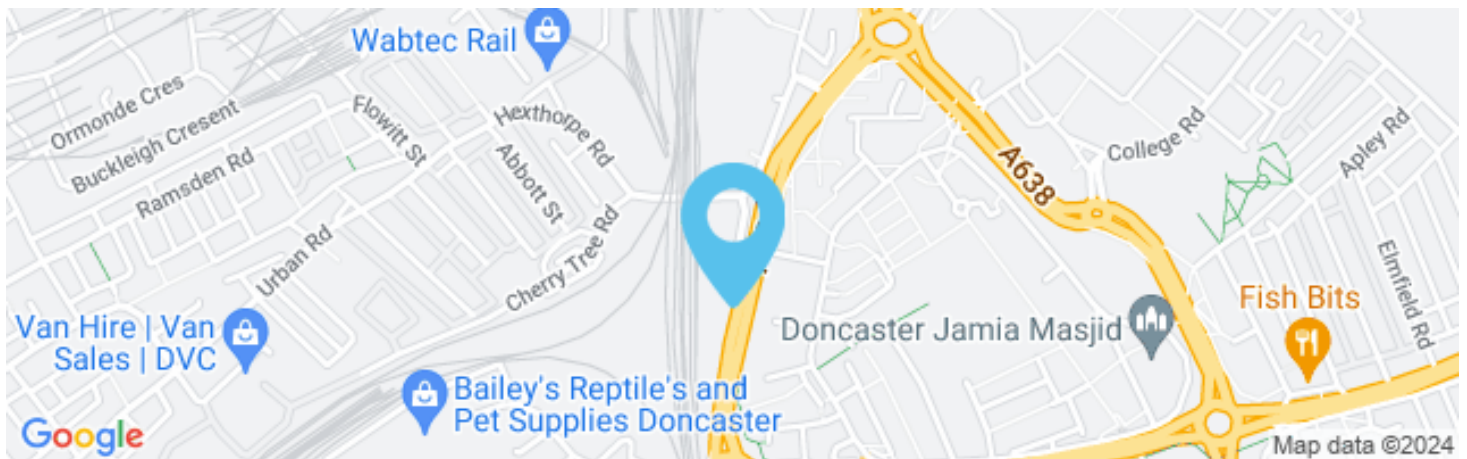 Wabtec Rail
Ormonde Cres
Buckleigh Cresent
Flowitt St
Hexthorpe Rd
Ramsden Rd
Abbott St
Urban Rd
Cherry Tree Rd
College Rd
A638
Apley Rd
Elmfield Rd
Van Hire | Van
Sales | DVC
Bailey's Reptile's and
Pet Supplies Doncaster
Doncaster Jamia Masjid
Fish Bits
Google
Map data ©2024